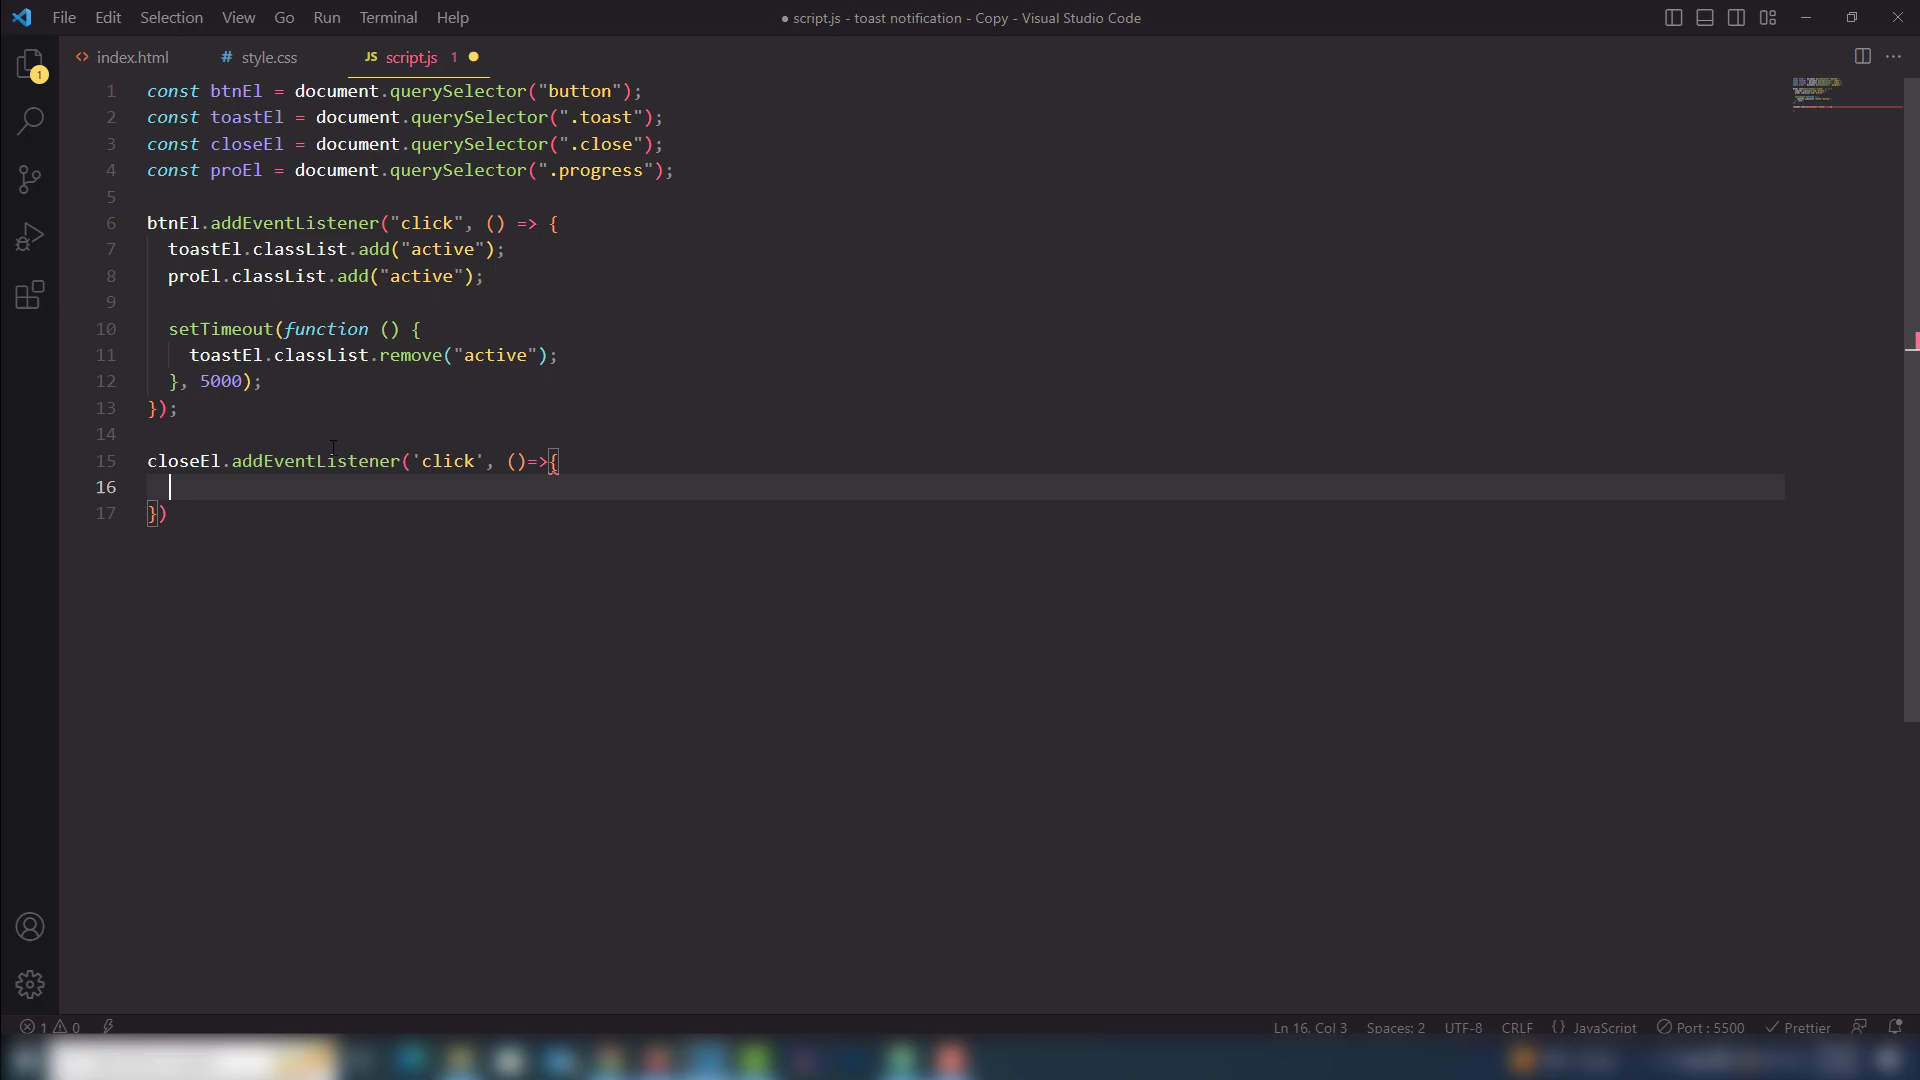 File Edit Selection View Go Run Terminal Help
● script.js - toast notification - Copy - Visual Studio Code
<> index.html # style.css JS script.js 1
1 const btnEl = document.querySelector("button");
2 const toastEl = document.querySelector(".toast");
3 const closeEl = document.querySelector(".close");
4 const proEl = document.querySelector(".progress");
5
6 btnEl.addEventListener("click", () => {
7 toastEl.classList.add("active");
8 proEl.classList.add("active");
9
10 setTimeout(function () {
11 toastEl.classList.remove("active");
12 }, 5000);
13 });
14
15 closeEl.addEventListener('click', ()=>{
16
17 })
1
1 0
Ln 16, Col 3 Spaces: 2 UTF-8 CRLF {} JavaScript Port : 5500 Prettier